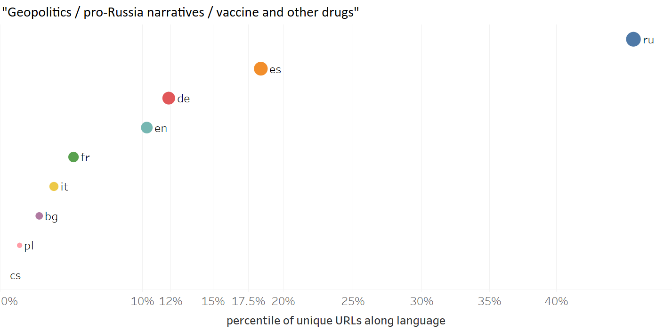 "Geopolitics / pro-Russia narratives / vaccine and other drugs"
ru
es
de
en
fr
it
bg
pl
cs
0% 10% 12% 15% 17.5% 20% 25% 30% 35% 40%
percentile of unique URLs along language